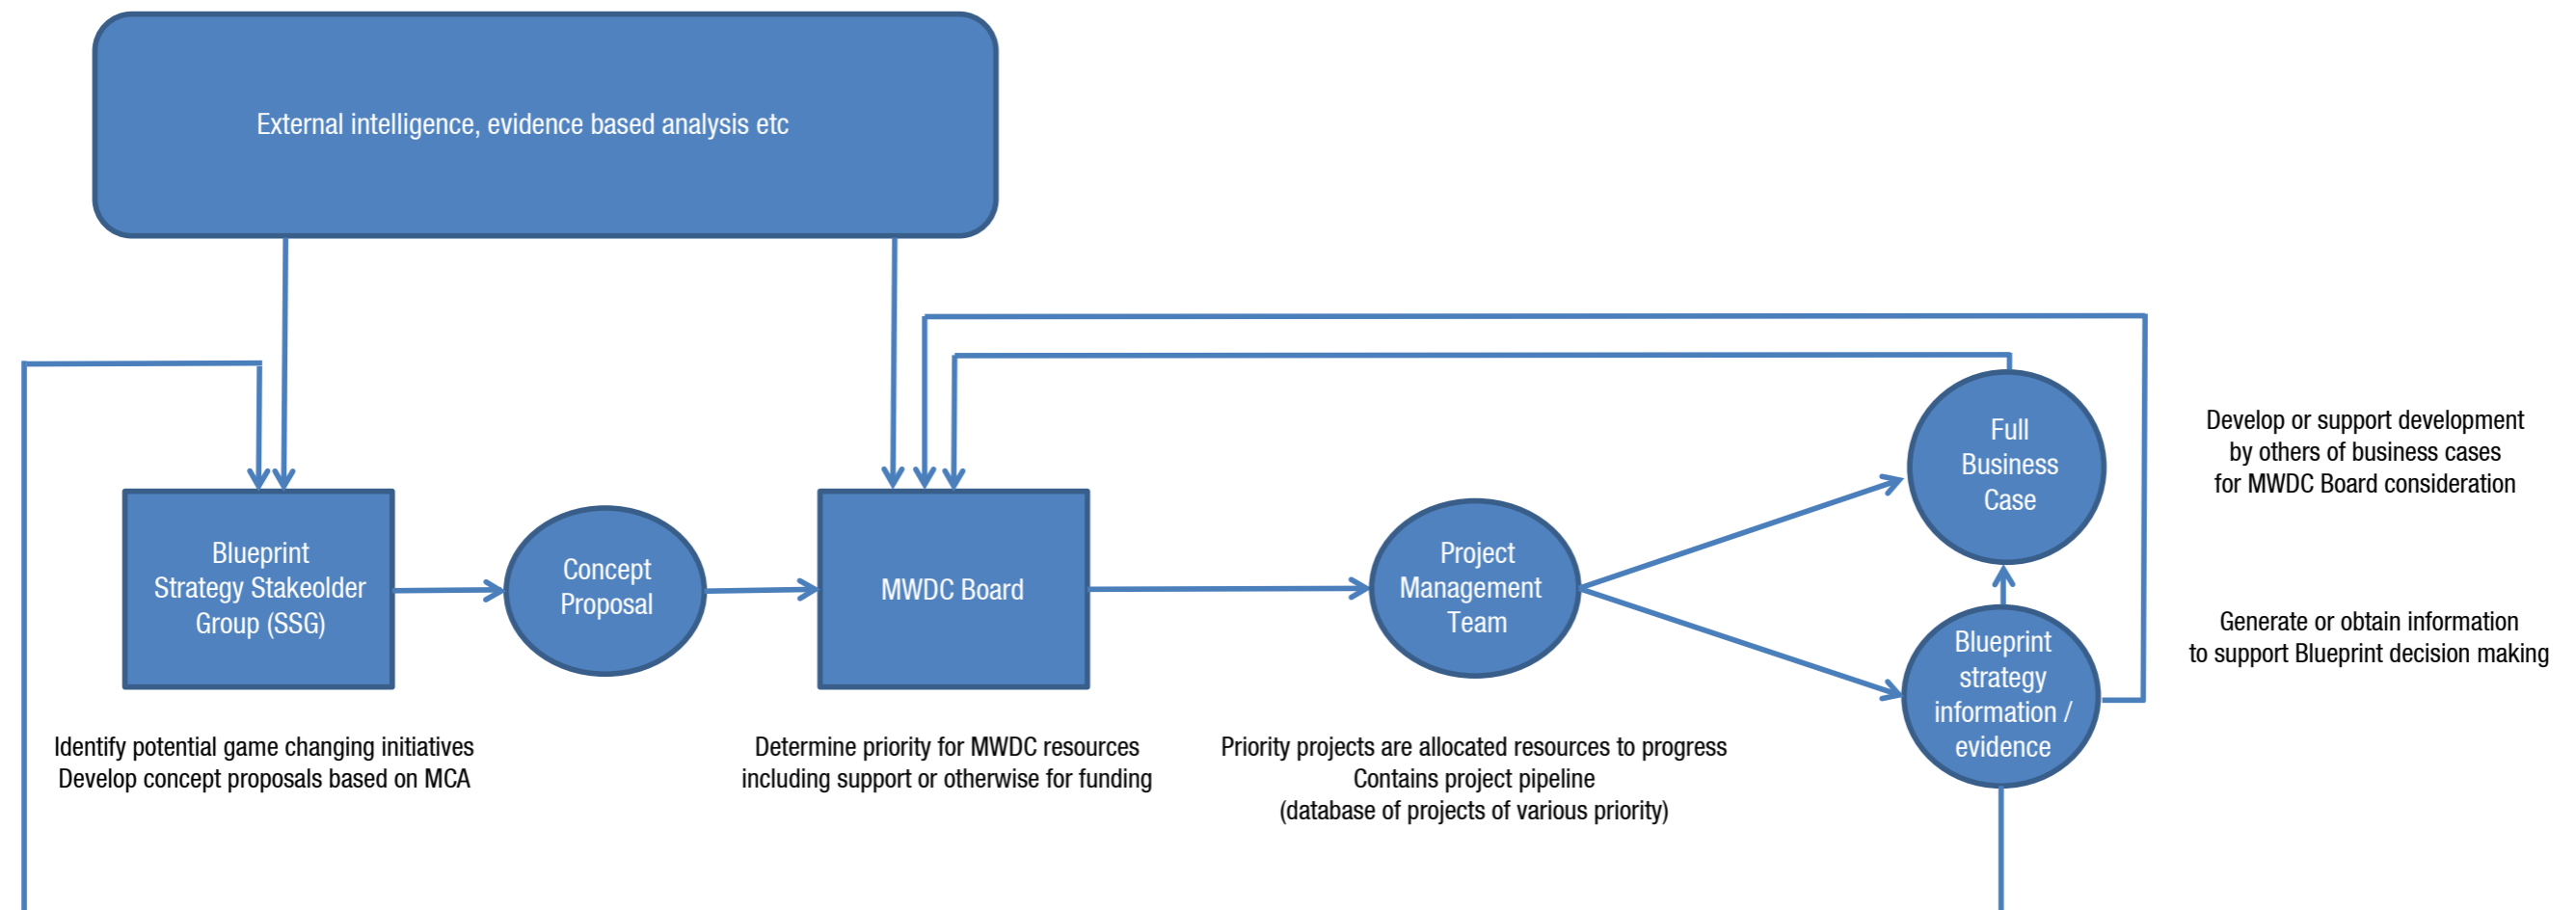 External intelligence, evidence based analysis etc
Blueprint
Strategy Stakeolder
Group (SSG)
Concept
Proposal
MWDC Board
Project
Management
Team
Full
Business
Case
Blueprint
strategy
information /
evidence
Develop or support development
by others of business cases
for MWDC Board consideration
Generate or obtain information
to support Blueprint decision making
Identify potential game changing initiatives
Develop concept proposals based on MCA
Determine priority for MWDC resources
including support or otherwise for funding
Priority projects are allocated resources to progress
Contains project pipeline
(database of projects of various priority)